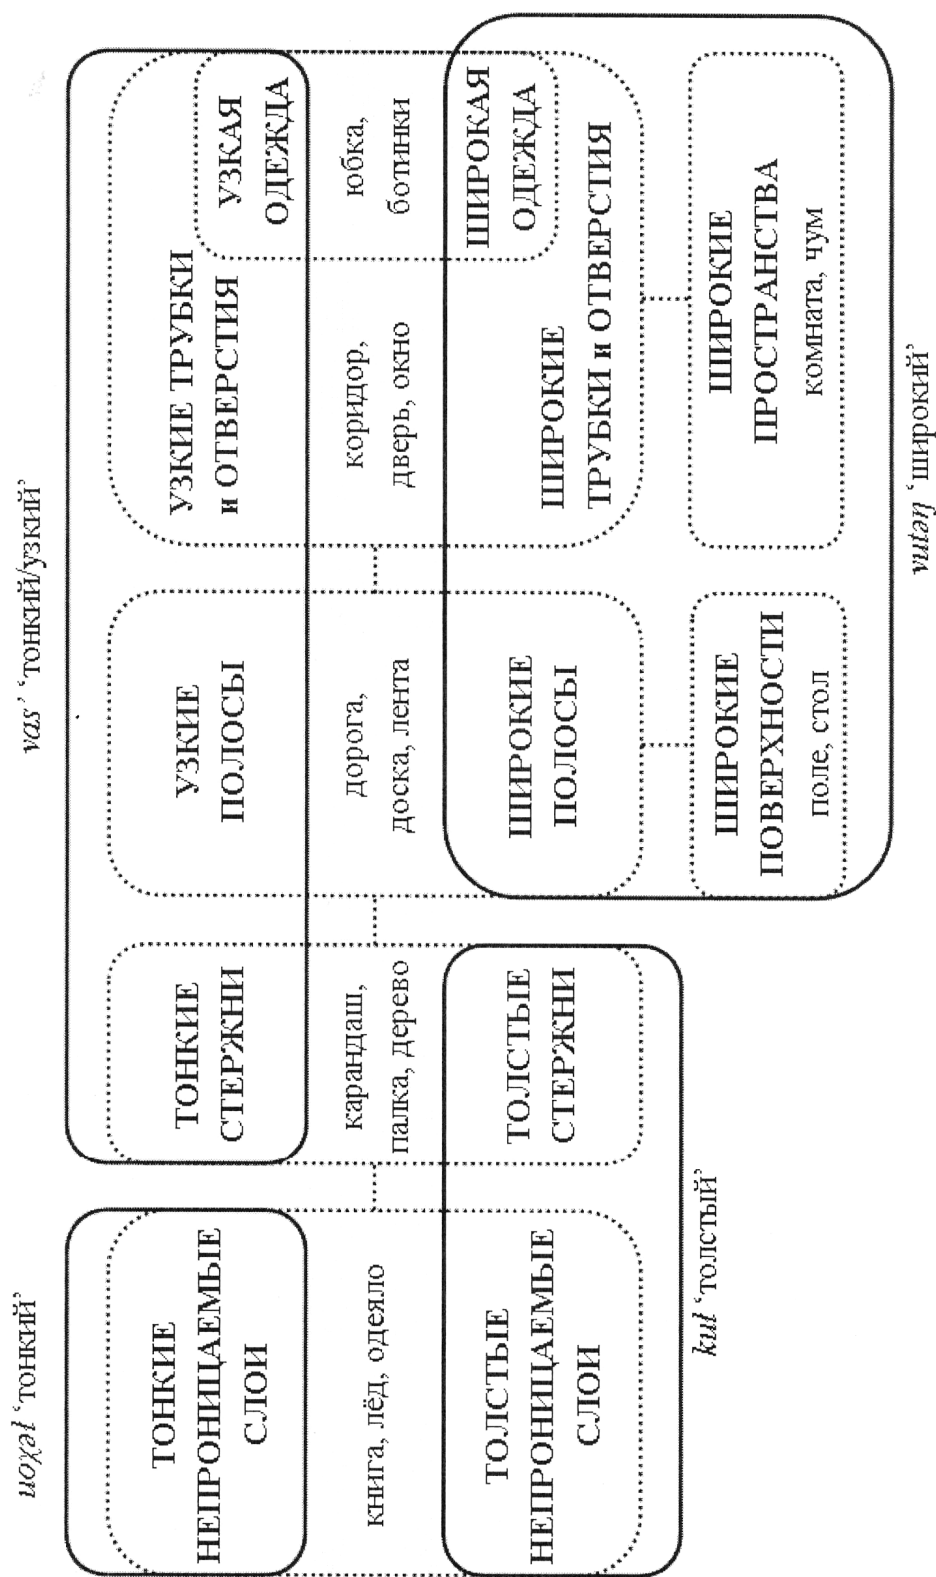 ‘тонкий’
vas’ ‘тонкий/узкий’
ТОНКИЕ
НЕПРОНИЦАЕМЫЕ
СЛОИ
ТОНКИЕ
СТЕРЖНИ
УЗКИЕ
ПОЛОСЫ
УЗКИЕ ТРУБКИ
и ОТВЕРСТИЯ
УЗКАЯ
ОДЕЖДА
книга, лёд, одеяло
карандаш,
палка, дерево
дорога,
доска, лента
коридор,
дверь, окно
юбка,
ботинки
ТОЛСТЫЕ
НЕПРОНИЦАЕМЫЕ
СЛОИ
ТОЛСТЫЕ
СТЕРЖНИ
ШИРОКИЕ
ПОЛОСЫ
ШИРОКИЕ
ТРУБКИ и ОТВЕРСТИЯ
ШИРОКАЯ
ОДЕЖДА
kuł ‘толстый’
ШИРОКИЕ
ПОВЕРХНОСТИ
поле, стол
ШИРОКИЕ
ПРОСТРАНСТВА
комната, чум
vutəŋ ‘широкий’